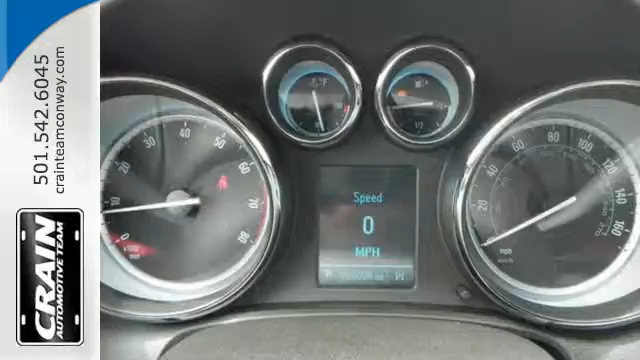 501.542.6045
crainteamconway.com
CRAIN
AUTOMOTIVE TEAM
0 10 20 30 40 50 60 70 80
20 40 60 80 100 120 140 160
Speed
0
MPH